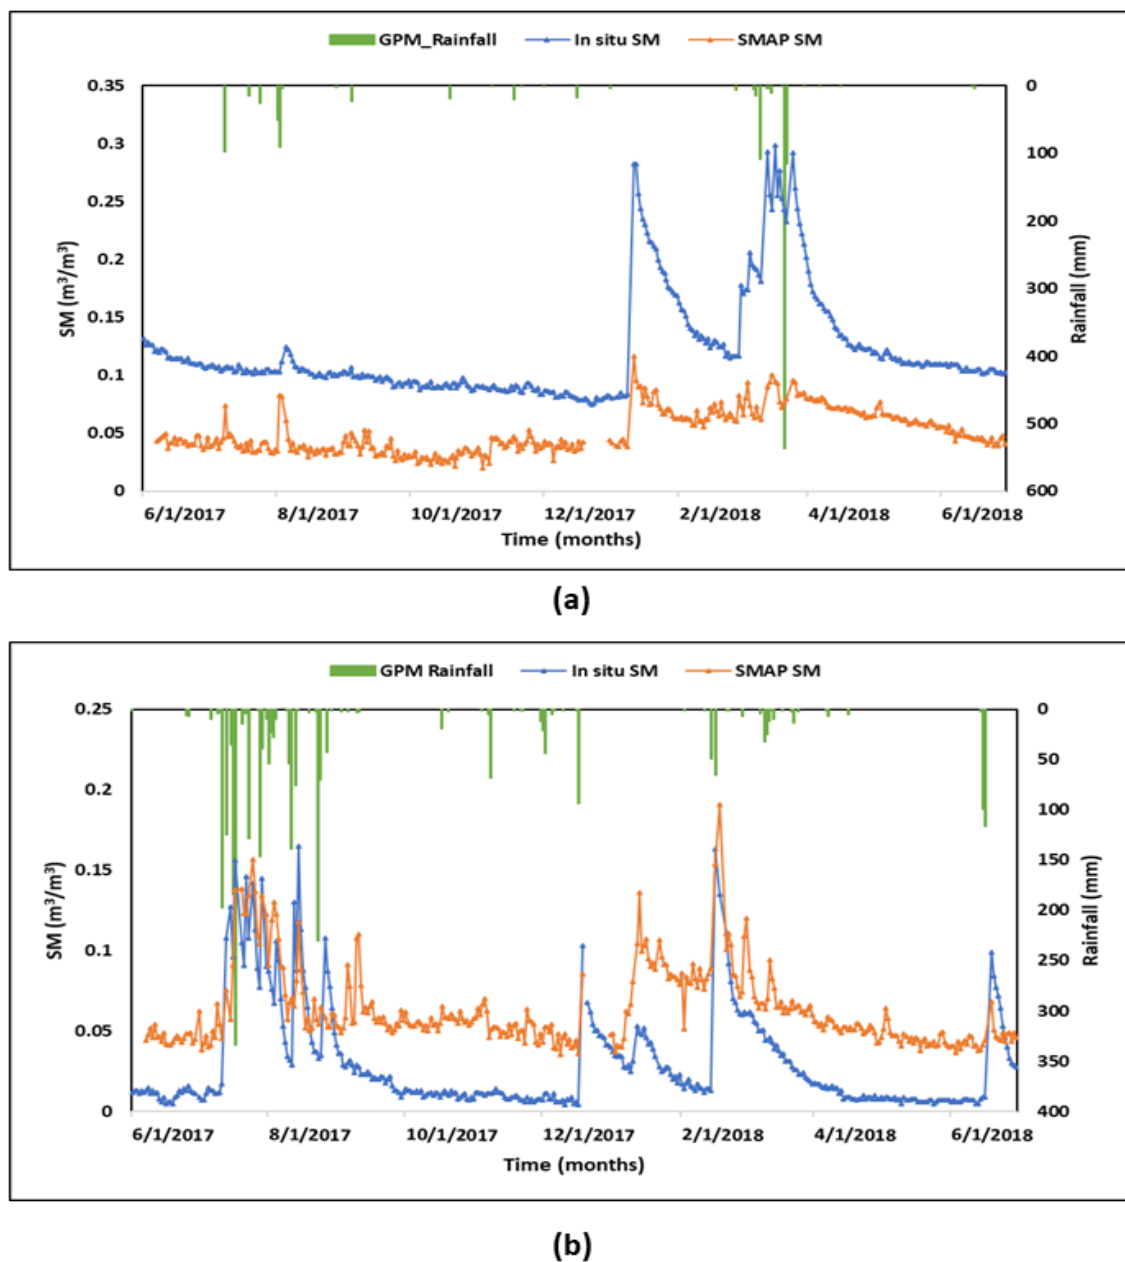 GPM_Rainfall In situ SM SMAP SM
0.35 0
0.3 100
0.25 200
0.2 300
0.15 400
0.1 500
0.05 600
0
SM (m³/m³)
Rainfall (mm)
6/1/2017 8/1/2017 10/1/2017 12/1/2017 2/1/2018 4/1/2018 6/1/2018
Time (months)
(a)
GPM Rainfall In situ SM SMAP SM
0.25 0
0.2 50
0.15 100
0.1 150
0.05 200
0 250
300
350
400
SM (m³/m³)
Rainfall (mm)
6/1/2017 8/1/2017 10/1/2017 12/1/2017 2/1/2018 4/1/2018 6/1/2018
Time (months)
(b)